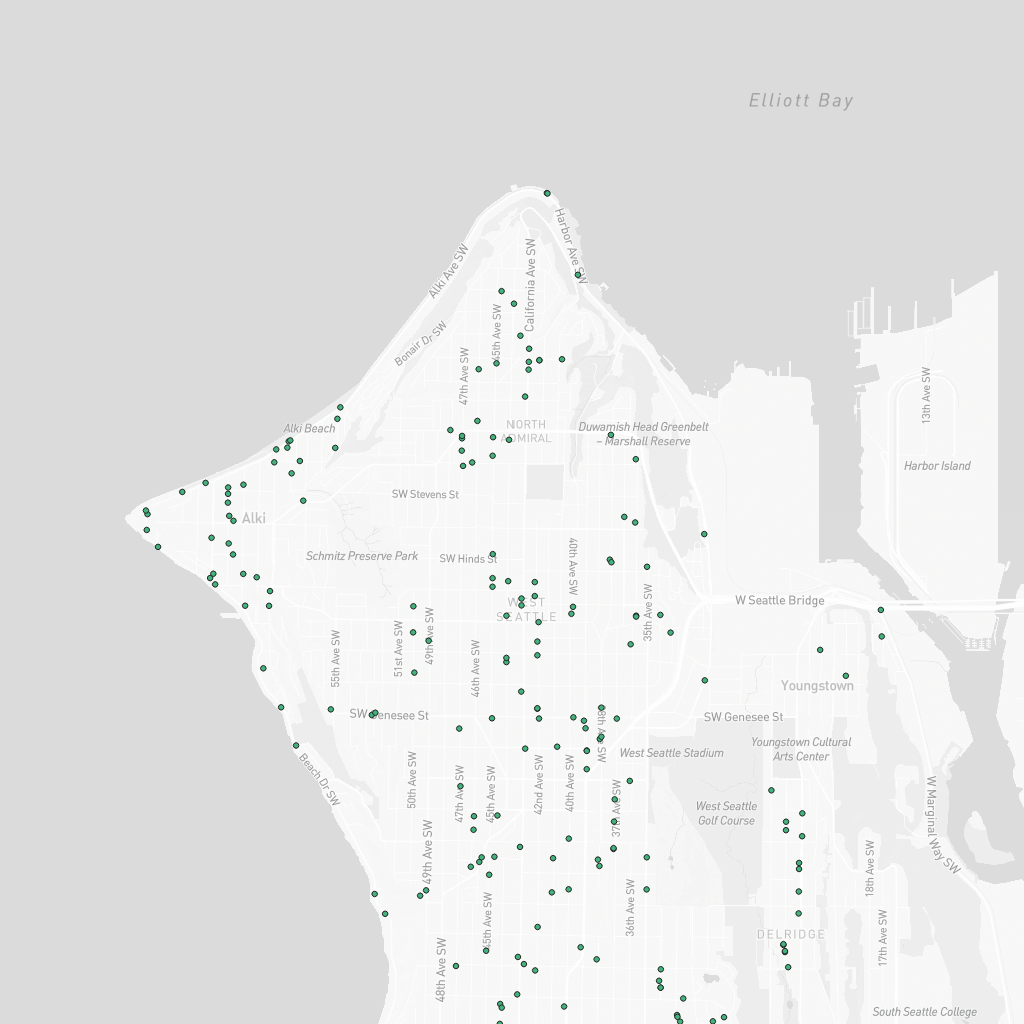 Elliott Bay
Harbor Ave SW
Alki Ave SW
California Ave SW
45th Ave SW
Bonair Dr SW
47th Ave SW
13th Ave SW
Alki Beach
NORTH
ADMIRAL
Duwamish Head Greenbelt
– Marshall Reserve
Harbor Island
SW Stevens St
Alki
Schmitz Preserve Park
SW Hinds St
40th Ave SW
WEST
SEATTLE
35th Ave SW
W Seattle Bridge
55th Ave SW
51st Ave SW
49th Ave SW
46th Ave SW
Youngstown
SW Genesee St
SW Genesee St
West Seattle Stadium
Youngstown Cultural
Arts Center
Beach Dr SW
50th Ave SW
47th Ave SW
45th Ave SW
42nd Ave SW
40th Ave SW
37th Ave SW
West Seattle
Golf Course
W Marginal Way SW
49th Ave SW
18th Ave SW
45th Ave SW
36th Ave SW
17th Ave SW
DELRIDGE
48th Ave SW
South Seattle College